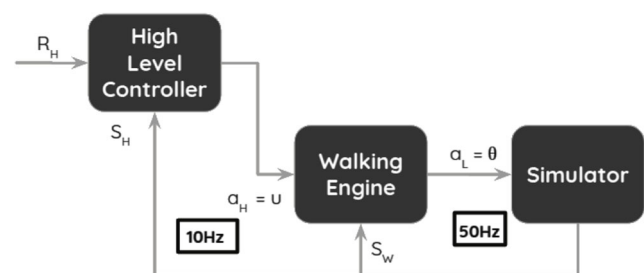 R_H
High
Level
Controller
S_H
a_H = u
10Hz
Walking
Engine
S_W
a_L = θ
50Hz
Simulator